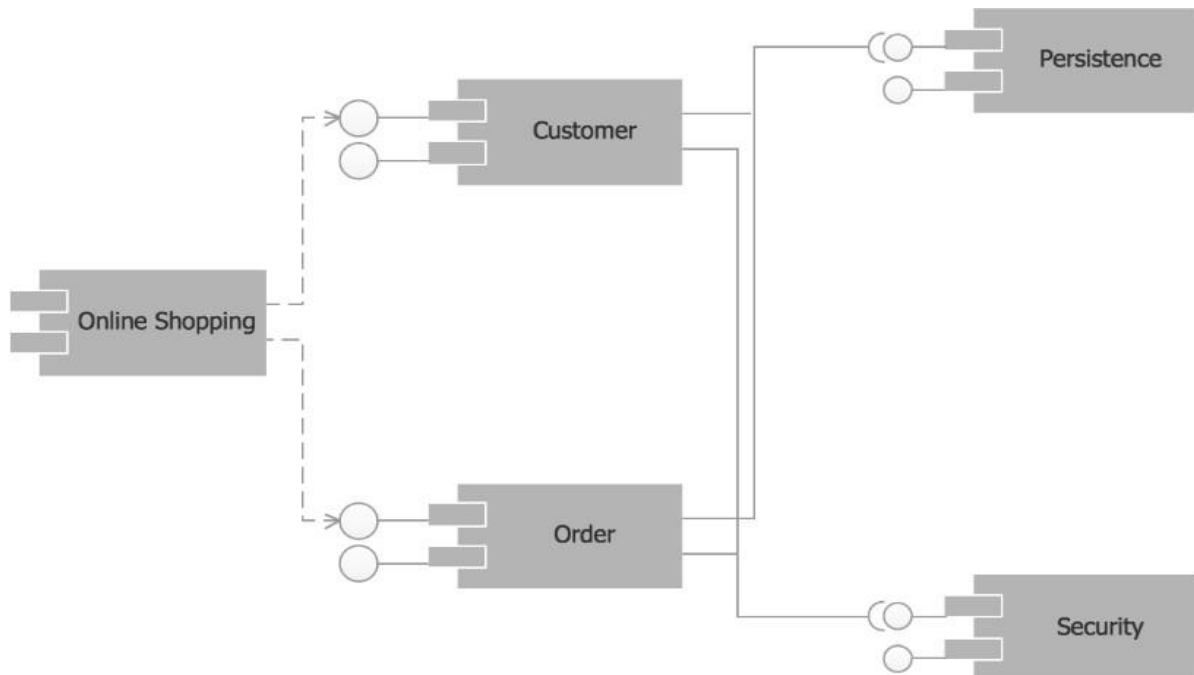 Persistence
Customer
Online Shopping
Order
Security